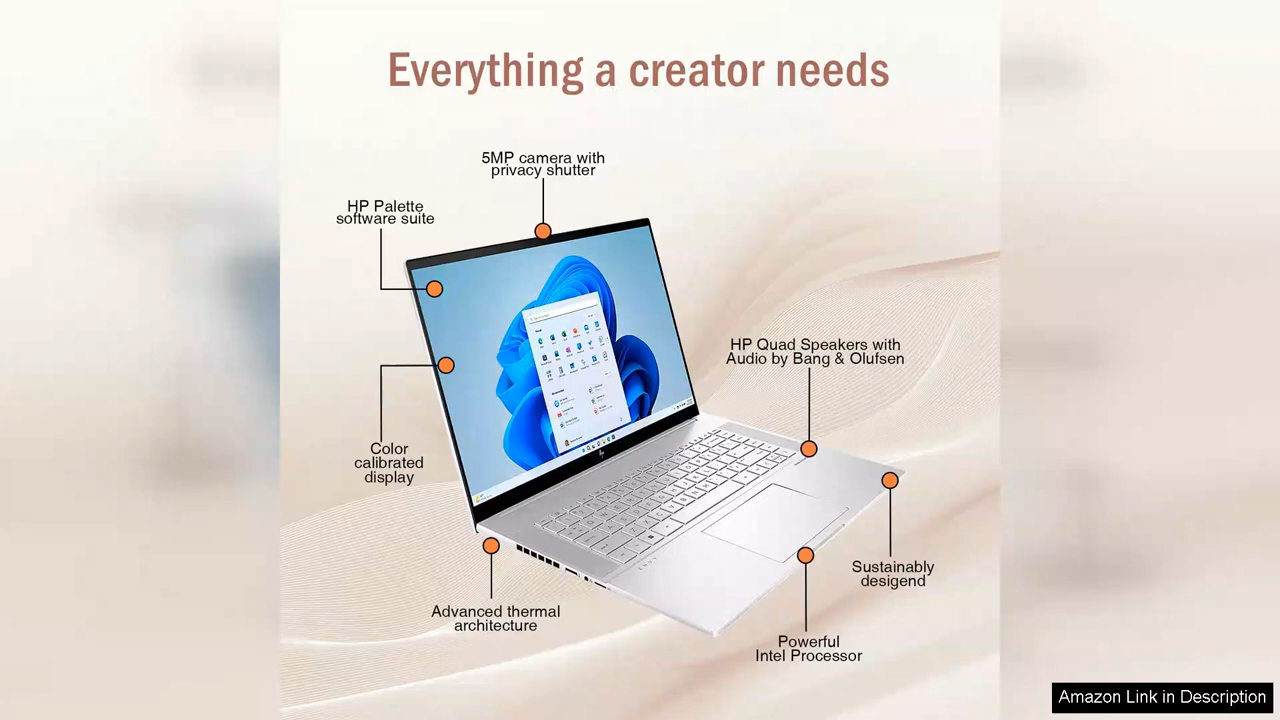 Everything a creator needs
5MP camera with
privacy shutter
HP Palette
software suite
HP Quad Speakers with
Audio by Bang & Olufsen
Color
calibrated
display
Sustainably
desigend
Advanced thermal
architecture
Powerful
Intel Processor
Amazon Link in Description